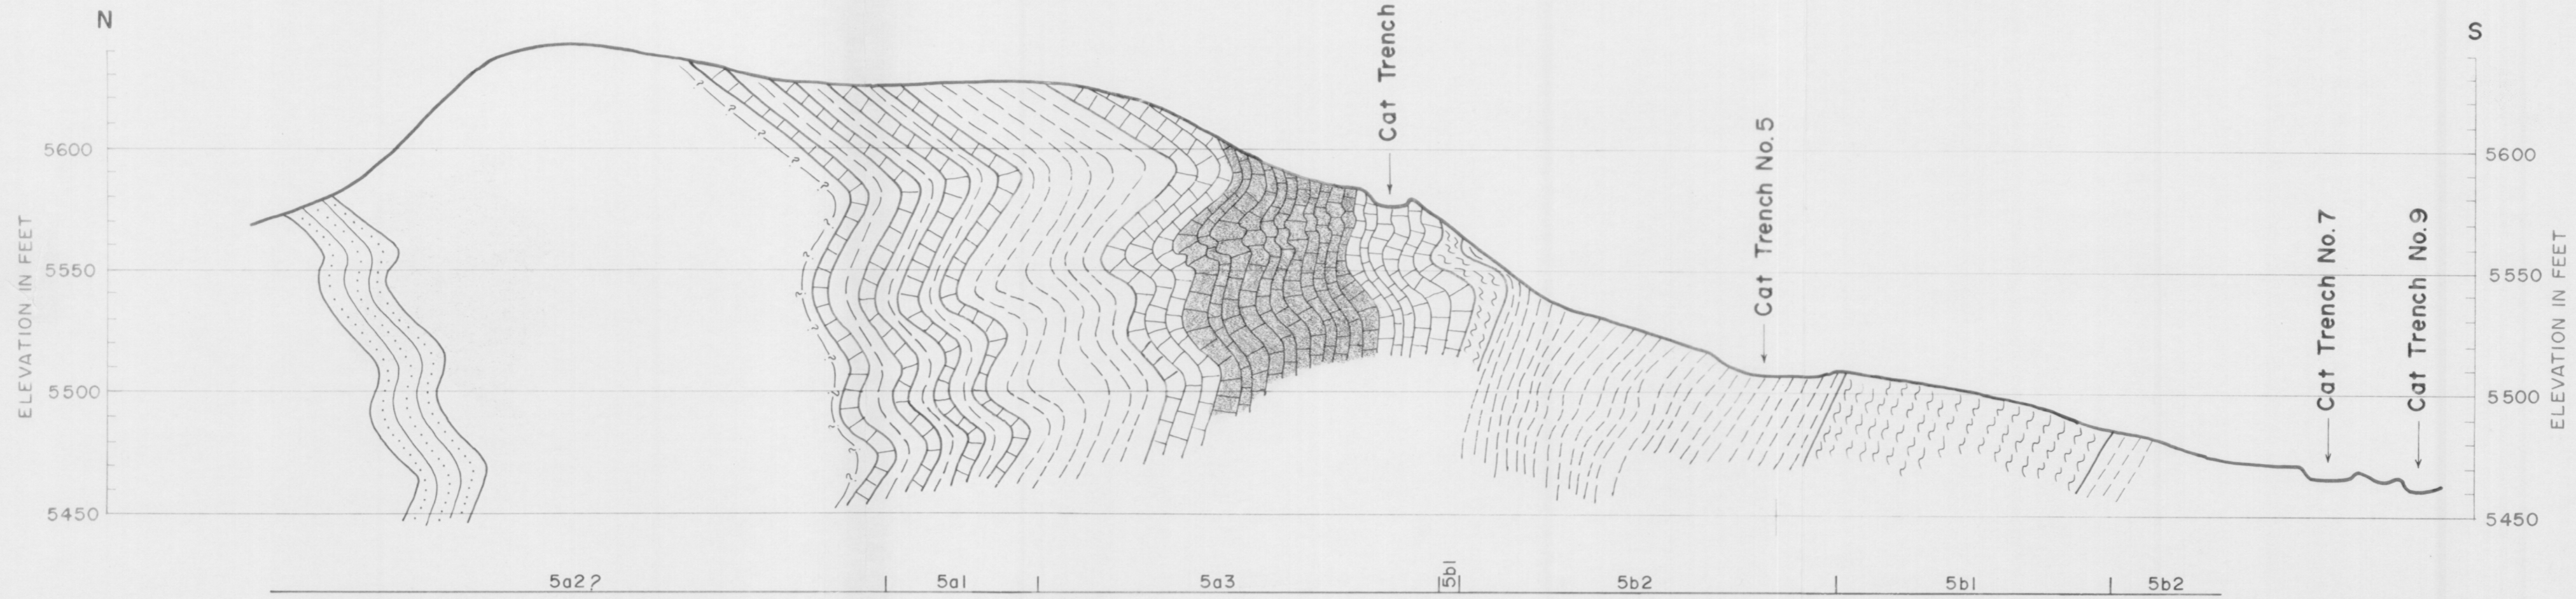 N
S
Cat Trench
Cat Trench No. 5
Cat Trench No. 7
Cat Trench No. 9
ELEVATION IN FEET
5600
5550
5500
5450
? ? ? ? ? ? ? ? ? ?
5600
5550
5500
5450
ELEVATION IN FEET
5a2? 5a1 5a3 5b1 5b2 5b1 5b2